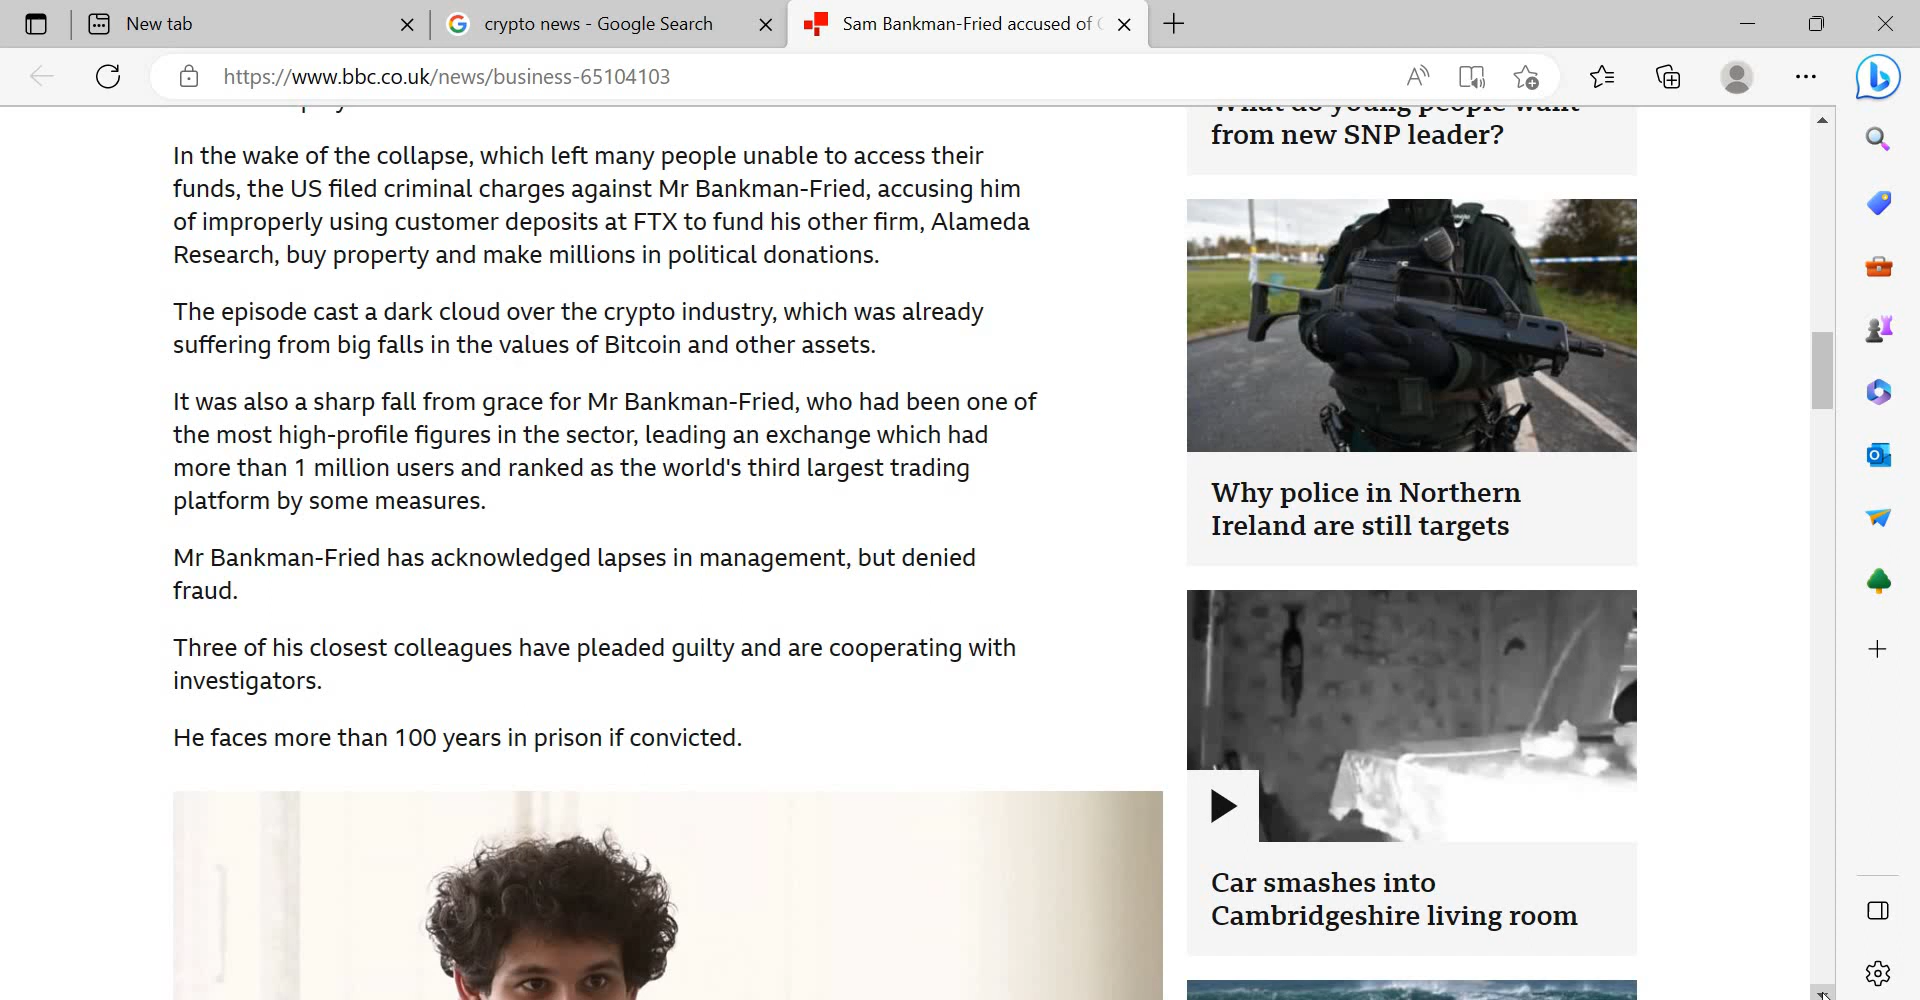 New tab
crypto news - Google Search
Sam Bankman-Fried accused of
https://www.bbc.co.uk/news/business-65104103
In the wake of the collapse, which left many people unable to access their
funds, the US filed criminal charges against Mr Bankman-Fried, accusing him
of improperly using customer deposits at FTX to fund his other firm, Alameda
Research, buy property and make millions in political donations.
The episode cast a dark cloud over the crypto industry, which was already
suffering from big falls in the values of Bitcoin and other assets.
It was also a sharp fall from grace for Mr Bankman-Fried, who had been one of
the most high-profile figures in the sector, leading an exchange which had
more than 1 million users and ranked as the world's third largest trading
platform by some measures.
Mr Bankman-Fried has acknowledged lapses in management, but denied
fraud.
Three of his closest colleagues have pleaded guilty and are cooperating with
investigators.
He faces more than 100 years in prison if convicted.
What do young people want
from new SNP leader?
Why police in Northern
Ireland are still targets
Car smashes into
Cambridgeshire living room